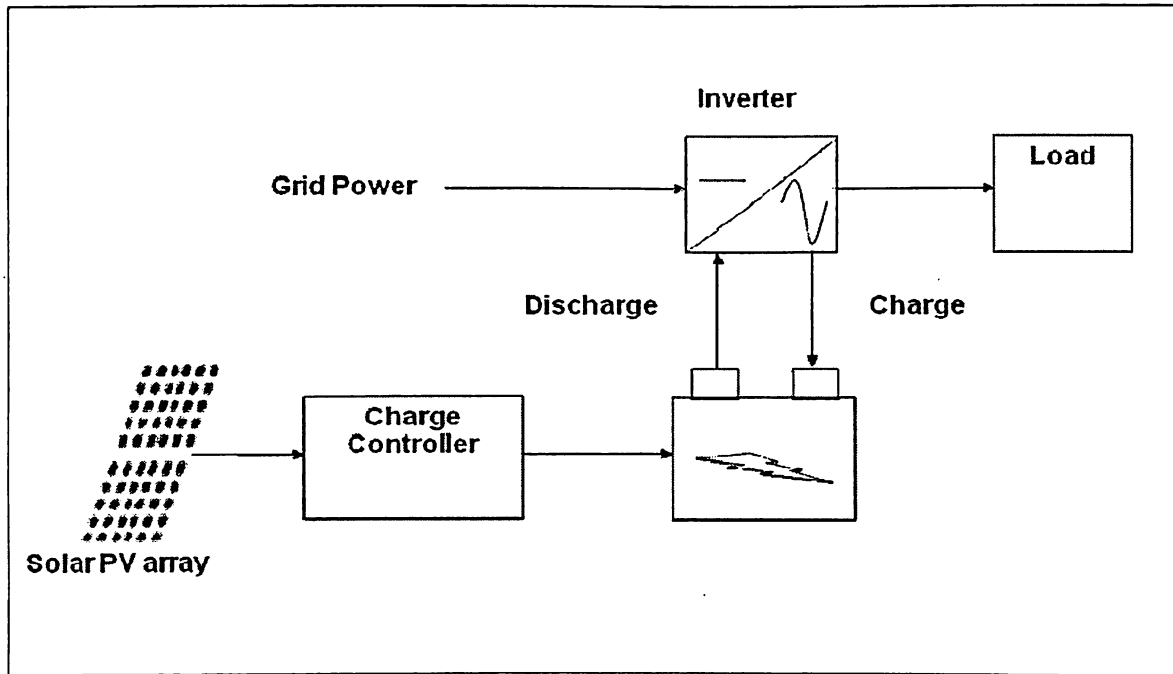 Inverter
Grid Power
Load
Discharge
Charge
Charge
Controller
Solar PV array